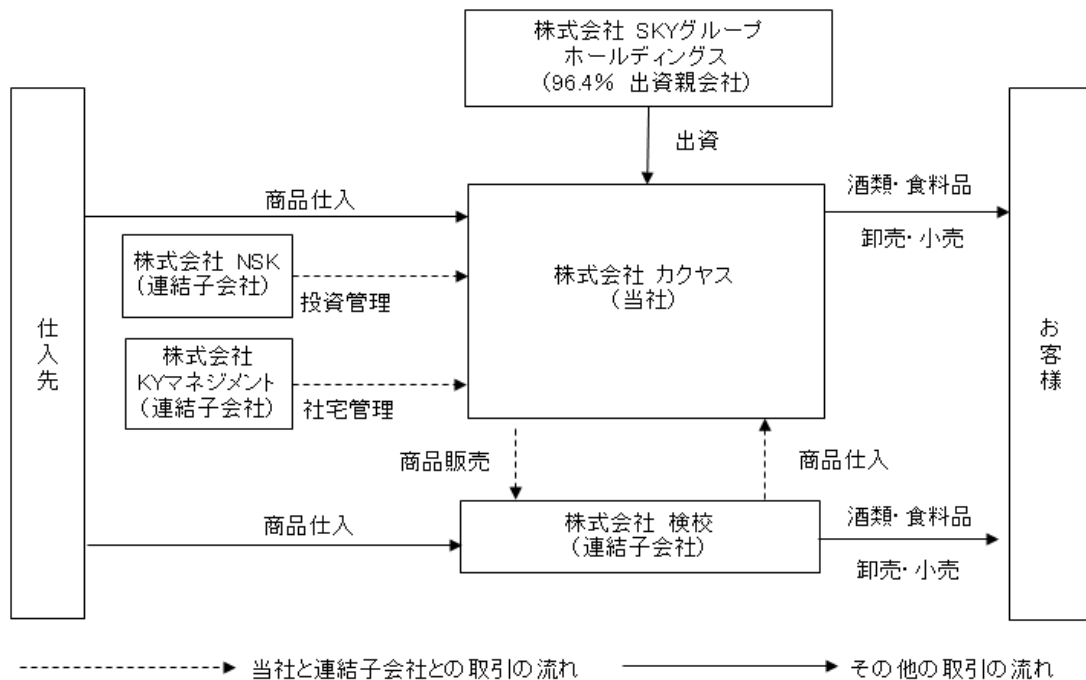 株式会社 SKYグループ
ホールディングス
(96.4% 出資親会社)
出資
仕入先
商品仕入
株式会社 NSK
(連結子会社)
投資管理
株式会社
KYマネジメント
(連結子会社)
社宅管理
株式会社 カクヤス
(当社)
酒類・食料品
卸売・小売
お客様
商品販売
商品仕入
商品仕入
株式会社 検校
(連結子会社)
酒類・食料品
卸売・小売
当社と連結子会社との取引の流れ
その他の取引の流れ